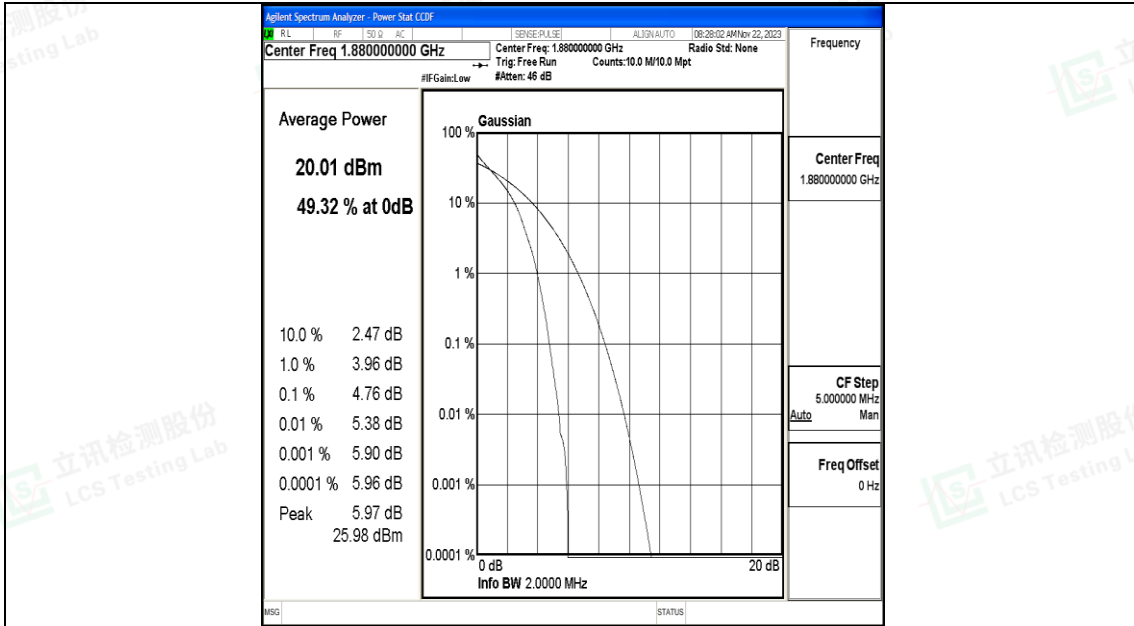 Agilent Spectrum Analyzer - Power Stat CCDF
RL RF 50 Ω AC SENSE:PULSE ALIGNAUTO 08:28:02 AM Nov 22, 2023
Center Freq 1.880000000 GHz
Center Freq: 1.880000000 GHz Radio Std: None
Trig: Free Run Counts:10.0 M/10.0 Mpt
#IFGain:Low #Atten: 46 dB
Frequency
Average Power
20.01 dBm
49.32 % at 0dB
10.0 % 2.47 dB
1.0 % 3.96 dB
0.1 % 4.76 dB
0.01 % 5.38 dB
0.001 % 5.90 dB
0.0001 % 5.96 dB
Peak 5.97 dB
25.98 dBm
Gaussian
100 %
10 %
1 %
0.1 %
0.01 %
0.001 %
0.0001 %
0 dB 20 dB
Info BW 2.0000 MHz
Center Freq
1.880000000 GHz
CF Step
5.000000 MHz
Auto Man
Freq Offset
0 Hz
MSG STATUS
立讯检测股份
LCS Testing Lab
立讯检测股份
LCS Testing L